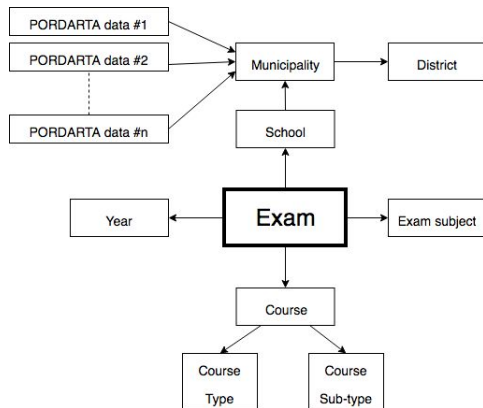 PORDARTA data #1
PORDARTA data #2
Municipality
District
PORDARTA data #n
School
Year
Exam
Exam subject
Course
Course
Type
Course
Sub-type